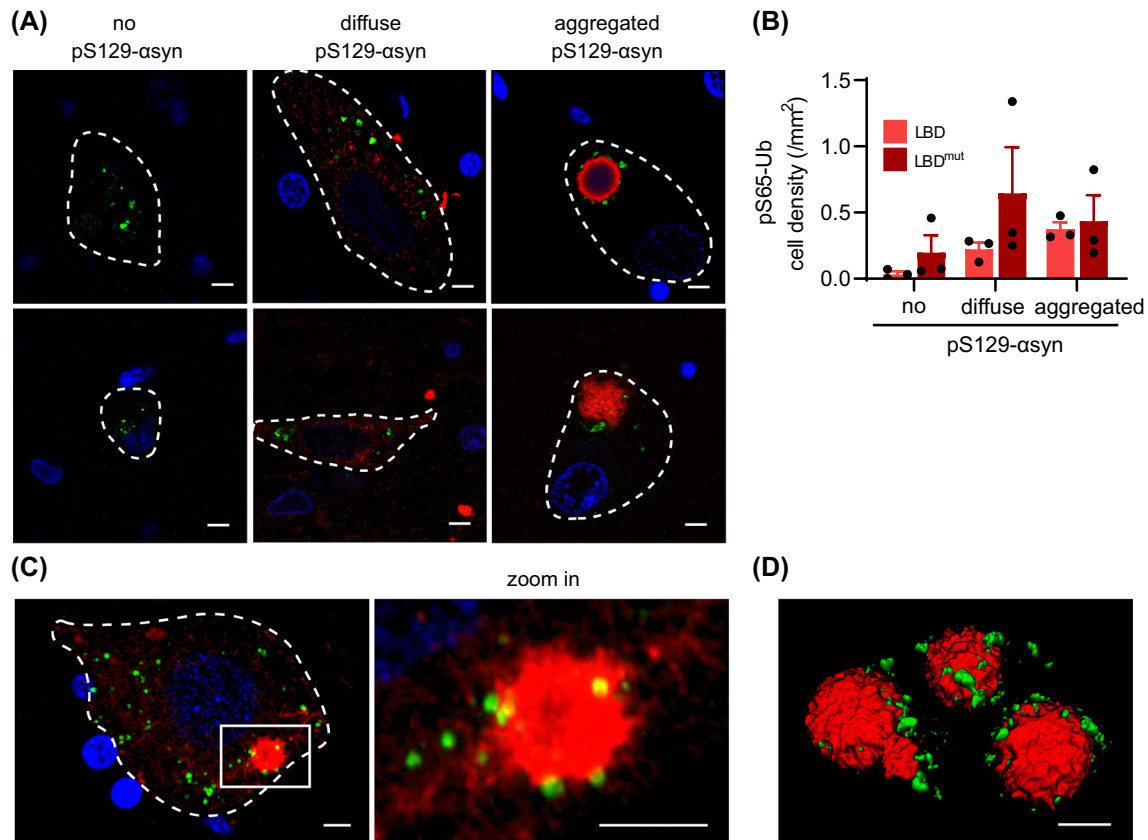 (A)
no
pS129-αsyn
diffuse
pS129-αsyn
aggregated
pS129-αsyn
(B)
pS65-Ub
cell density (/mm²)
1.5
1.0
0.5
0.0
LBD
LBDᵐᵘᵗ
no
diffuse
aggregated
pS129-αsyn
(C)
zoom in
(D)